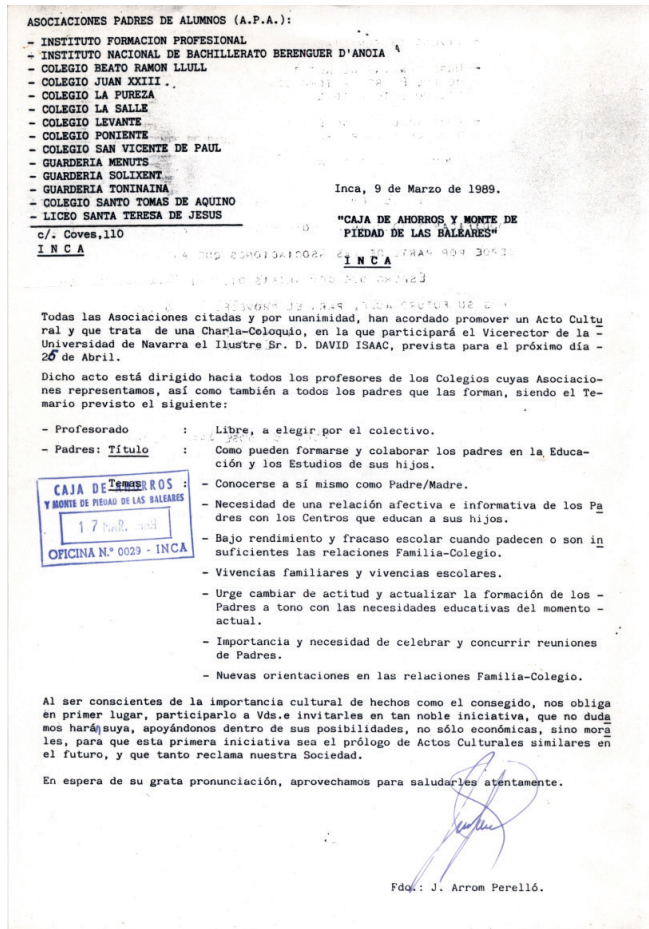 ASOCIACIONES PADRES DE ALUMNOS (A.P.A.):
- INSTITUTO FORMACION PROFESIONAL
- INSTITUTO NACIONAL DE BACHILLERATO BERENGUER D'ANOIA
- COLEGIO BEATO RAMON LLULL
- COLEGIO JUAN XXIII
- COLEGIO LA PUREZA
- COLEGIO LA SALLE
- COLEGIO LEVANTE
- COLEGIO PONIENTE
- COLEGIO SAN VICENTE DE PAUL
- GUARDERIA MENUTS
- GUARDERIA SOLIXENT
- GUARDERIA TONINAINA
- COLEGIO SANTO TOMAS DE AQUINO
- LICEO SANTA TERESA DE JESUS
c/. Coves,110
I N C A
Inca, 9 de Marzo de 1989.
"CAJA DE AHORROS Y MONTE DE
PIEDAD DE LAS BALEARES"
I N C A
Todas las Asociaciones citadas y por unanimidad, han acordado promover un Acto Cultu
ral y que trata de una Charla-Coloquio, en la que participará el Vicerector de la -
Universidad de Navarra el Ilustre Sr. D. DAVID ISAAC, prevista para el próximo día -
25 de Abril.
Dicho acto está dirigido hacia todos los profesores de los Colegios cuyas Asociacio-
nes representamos, así como también a todos los padres que las forman, siendo el Te-
mario previsto el siguiente:
- Profesorado : Libre, a elegir por el colectivo.
- Padres: Título : Como pueden formarse y colaborar los padres en la Educa-
ción y los Estudios de sus hijos.
Temas : - Conocerse a sí mismo como Padre/Madre.
- Necesidad de una relación afectiva e informativa de los Pa
dres con los Centros que educan a sus hijos.
- Bajo rendimiento y fracaso escolar cuando padecen o son in
suficientes las relaciones Familia-Colegio.
- Vivencias familiares y vivencias escolares.
- Urge cambiar de actitud y actualizar la formación de los -
Padres a tono con las necesidades educativas del momento -
actual.
- Importancia y necesidad de celebrar y concurrir reuniones
de Padres.
- Nuevas orientaciones en las relaciones Familia-Colegio.
CAJA DE AHORROS
Y MONTE DE PIEDAD DE LAS BALEARES
17 MAR. 1989
OFICINA N.º 0029 - INCA
Al ser conscientes de la importancia cultural de hechos como el consegido, nos obliga
en primer lugar, participarlo a Vds.e invitarles en tan noble iniciativa, que no duda
mos harán suya, apoyándonos dentro de sus posibilidades, no sólo económicas, sino mora
les, para que esta primera iniciativa sea el prólogo de Actos Culturales similares en
el futuro, y que tanto reclama nuestra Sociedad.
En espera de su grata pronunciación, aprovechamos para saludarles atentamente.
Fdo.: J. Arrom Perelló.